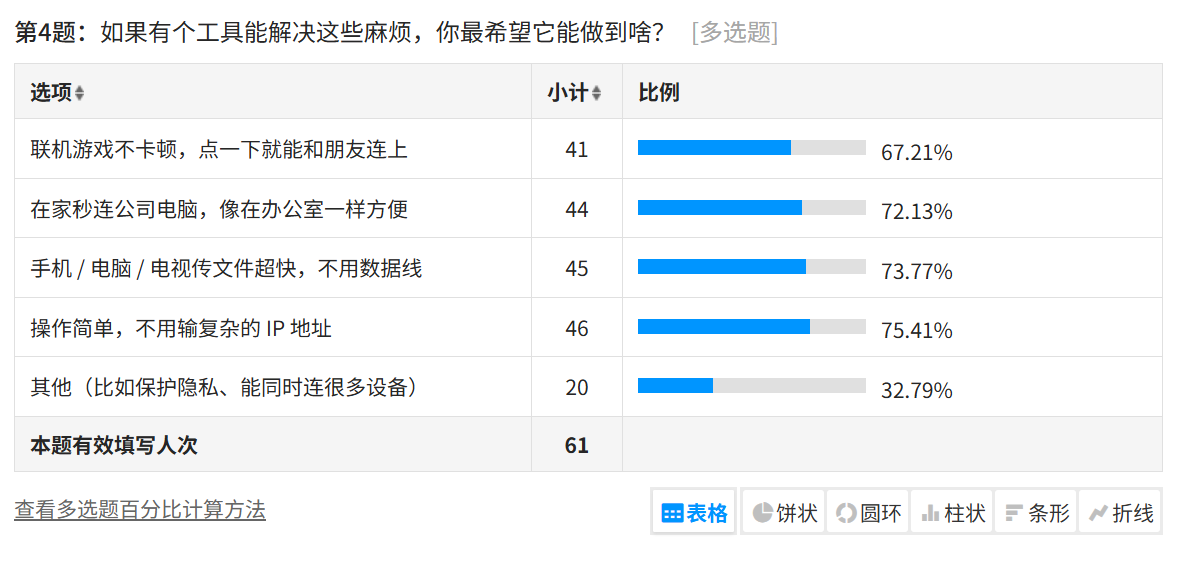 第4题：如果有个工具能解决这些麻烦，你最希望它能做到啥？ [多选题]
选项 小计 比例
联机游戏不卡顿，点一下就能和朋友连上 41 67.21%
在家秒连公司电脑，像在办公室一样方便 44 72.13%
手机 / 电脑 / 电视传文件超快，不用数据线 45 73.77%
操作简单，不用输复杂的 IP 地址 46 75.41%
其他（比如保护隐私、能同时连很多设备） 20 32.79%
本题有效填写人次 61
查看多选题百分比计算方法 表格 饼状 圆环 柱状 条形 折线